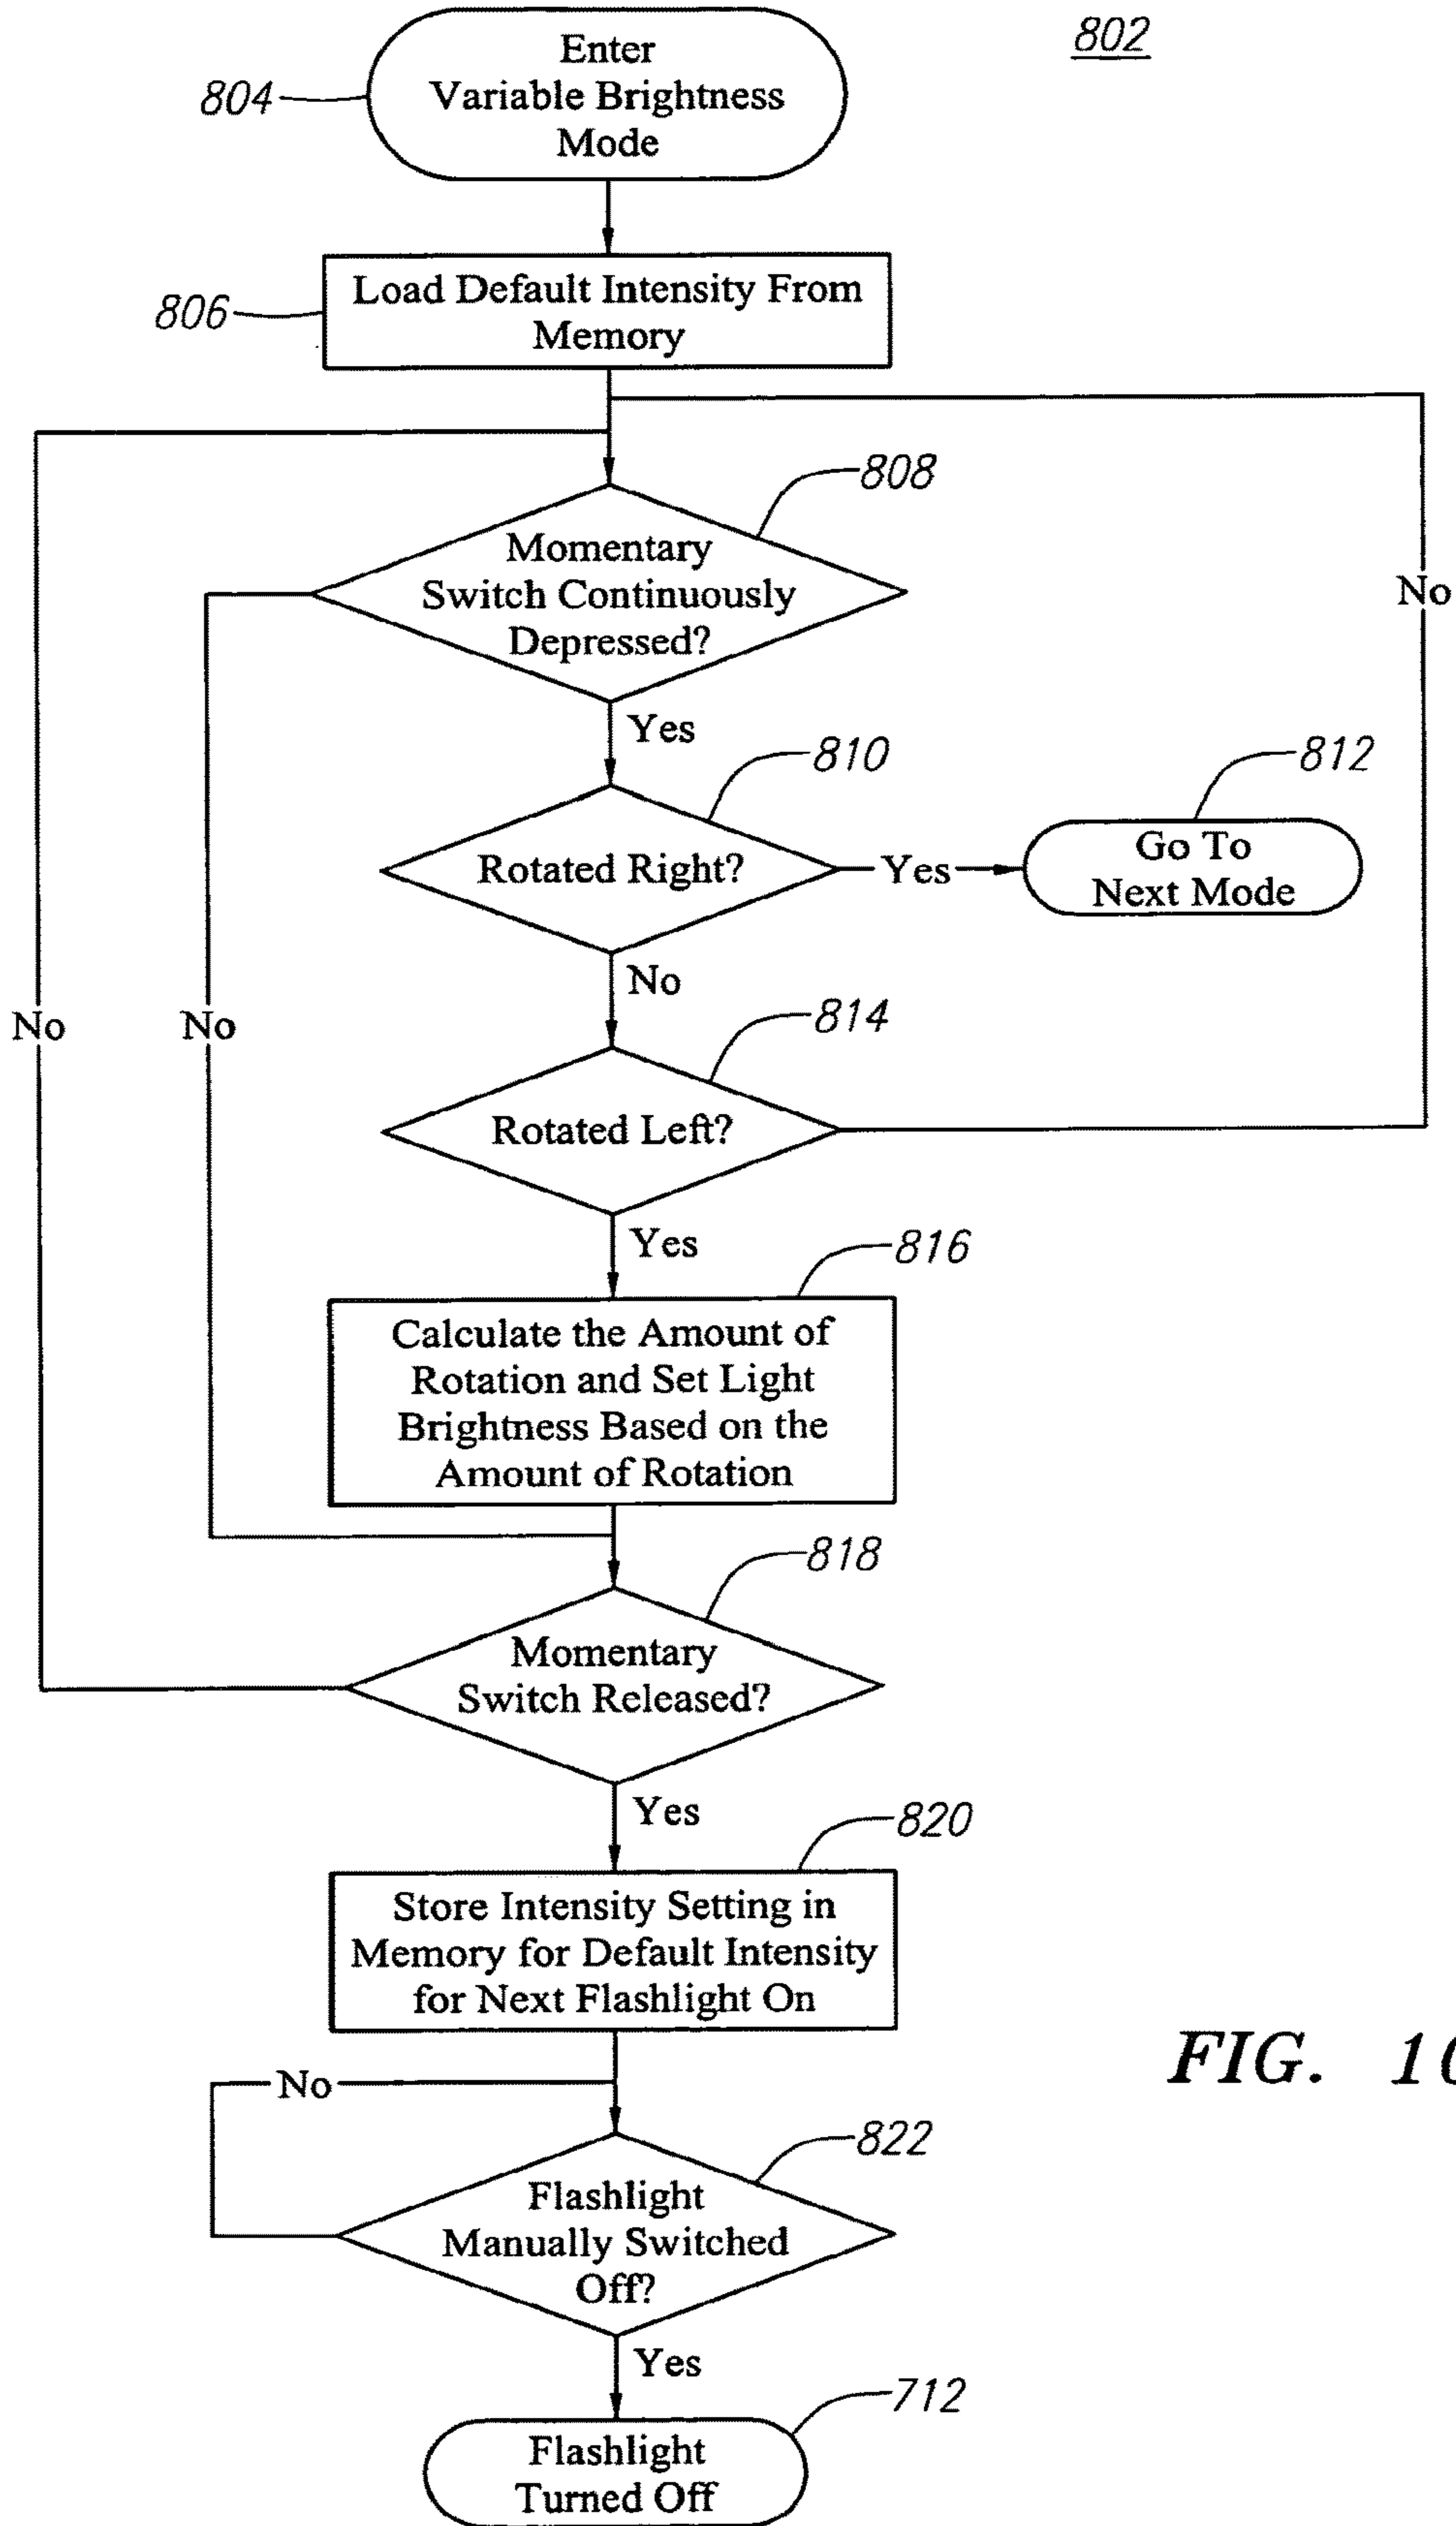 802
Enter
Variable Brightness
Mode
804
Load Default Intensity From
Memory
806
808
Momentary
Switch Continuously
Depressed?
No
Yes
810
812
Rotated Right?
Yes
Go To
Next Mode
No
814
No
No
Rotated Left?
Yes
816
Calculate the Amount of
Rotation and Set Light
Brightness Based on the
Amount of Rotation
818
Momentary
Switch Released?
Yes
820
Store Intensity Setting in
Memory for Default Intensity
for Next Flashlight On
FIG. 10
No
822
Flashlight
Manually Switched
Off?
Yes
712
Flashlight
Turned Off